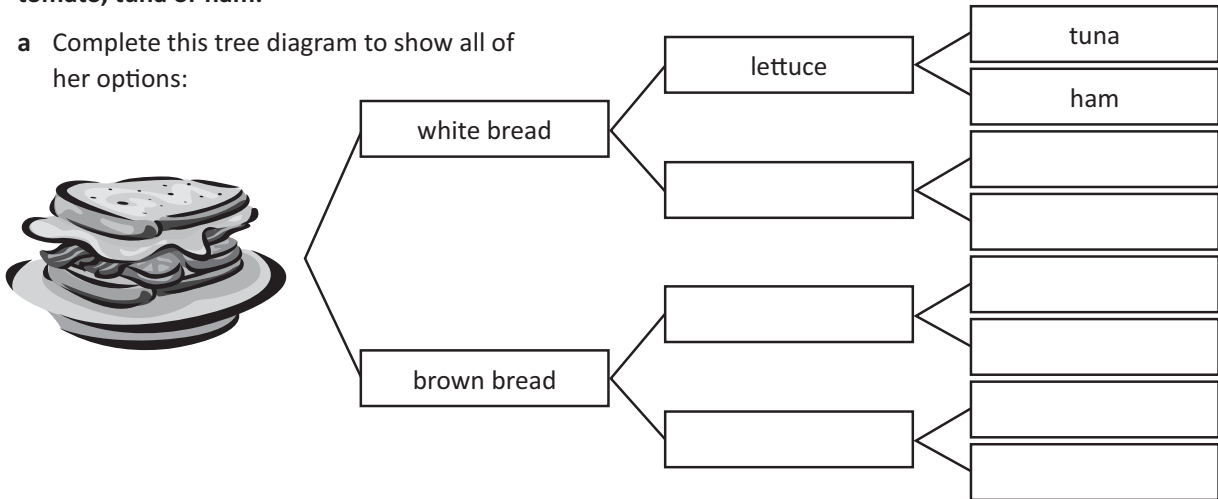 tomato, tuna or ham.
a Complete this tree diagram to show all of
her options:
white bread
lettuce
tuna
ham
brown bread